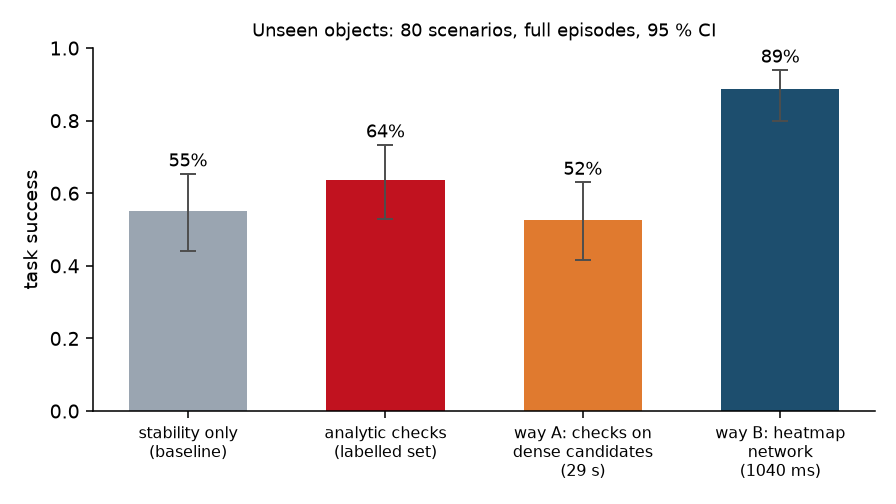 Unseen objects: 80 scenarios, full episodes, 95 % CI
task success
1.0
0.8
0.6
0.4
0.2
0.0
55%
64%
52%
89%
stability only
(baseline)
analytic checks
(labelled set)
way A: checks on
dense candidates
(29 s)
way B: heatmap
network
(1040 ms)